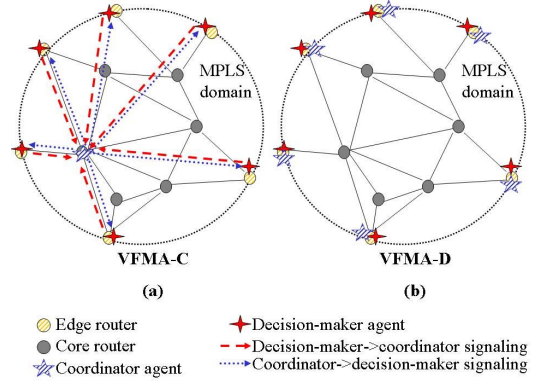 MPLS
domain
MPLS
domain
VFMA-C
VFMA-D
(a)
(b)
Edge router
Core router
Coordinator agent
Decision-maker agent
Decision-maker->coordinator signaling
Coordinator->decision-maker signaling